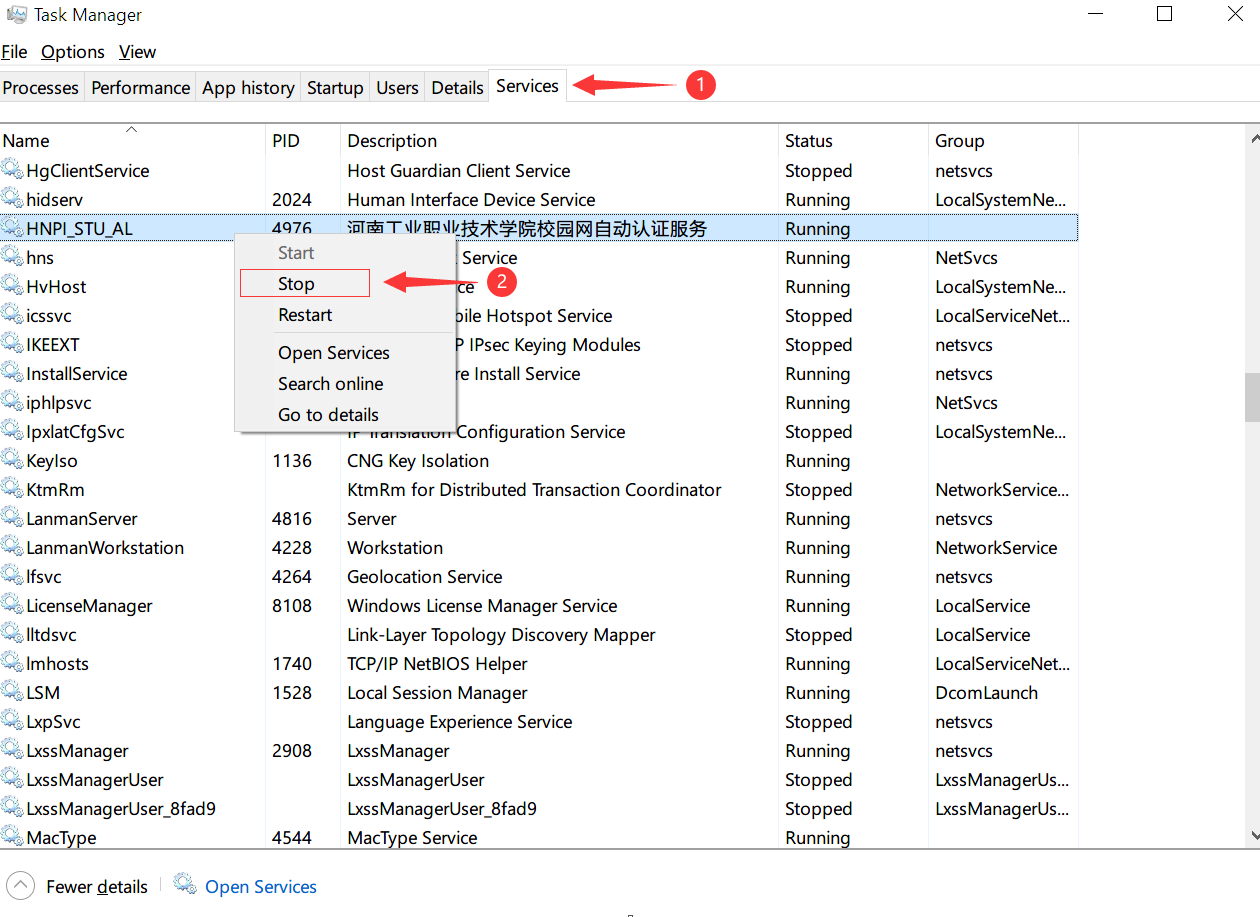 Task Manager
File Options View
Processes Performance App history Startup Users Details Services 1
Name PID Description Status Group
HgClientService Host Guardian Client Service Stopped netsvcs
hidserv 2024 Human Interface Device Service Running LocalSystemNe...
HNPI_STU_AL 4976 河南工业职业技术学院校园网自动认证服务 Running
Start
hns Service Running NetSvcs
Stop 2
HvHost ce Running LocalSystemNe...
Restart
icssvc bile Hotspot Service Stopped LocalServiceNet...
IKEEXT P IPsec Keying Modules Stopped netsvcs
Open Services
InstallService re Install Service Running netsvcs
Search online
iphlpsvc Running NetSvcs
Go to details
IpxlatCfgSvc IP Translation Configuration Service Stopped LocalSystemNe...
KeyIso 1136 CNG Key Isolation Running
KtmRm KtmRm for Distributed Transaction Coordinator Stopped NetworkService...
LanmanServer 4816 Server Running netsvcs
LanmanWorkstation 4228 Workstation Running NetworkService
lfsvc 4264 Geolocation Service Running netsvcs
LicenseManager 8108 Windows License Manager Service Running LocalService
lltdsvc Link-Layer Topology Discovery Mapper Stopped LocalService
lmhosts 1740 TCP/IP NetBIOS Helper Running LocalServiceNet...
LSM 1528 Local Session Manager Running DcomLaunch
LxpSvc Language Experience Service Stopped netsvcs
LxssManager 2908 LxssManager Running netsvcs
LxssManagerUser LxssManagerUser Stopped LxssManagerUs...
LxssManagerUser_8fad9 LxssManagerUser_8fad9 Stopped LxssManagerUs...
MacType 4544 MacType Service Running
Fewer details Open Services